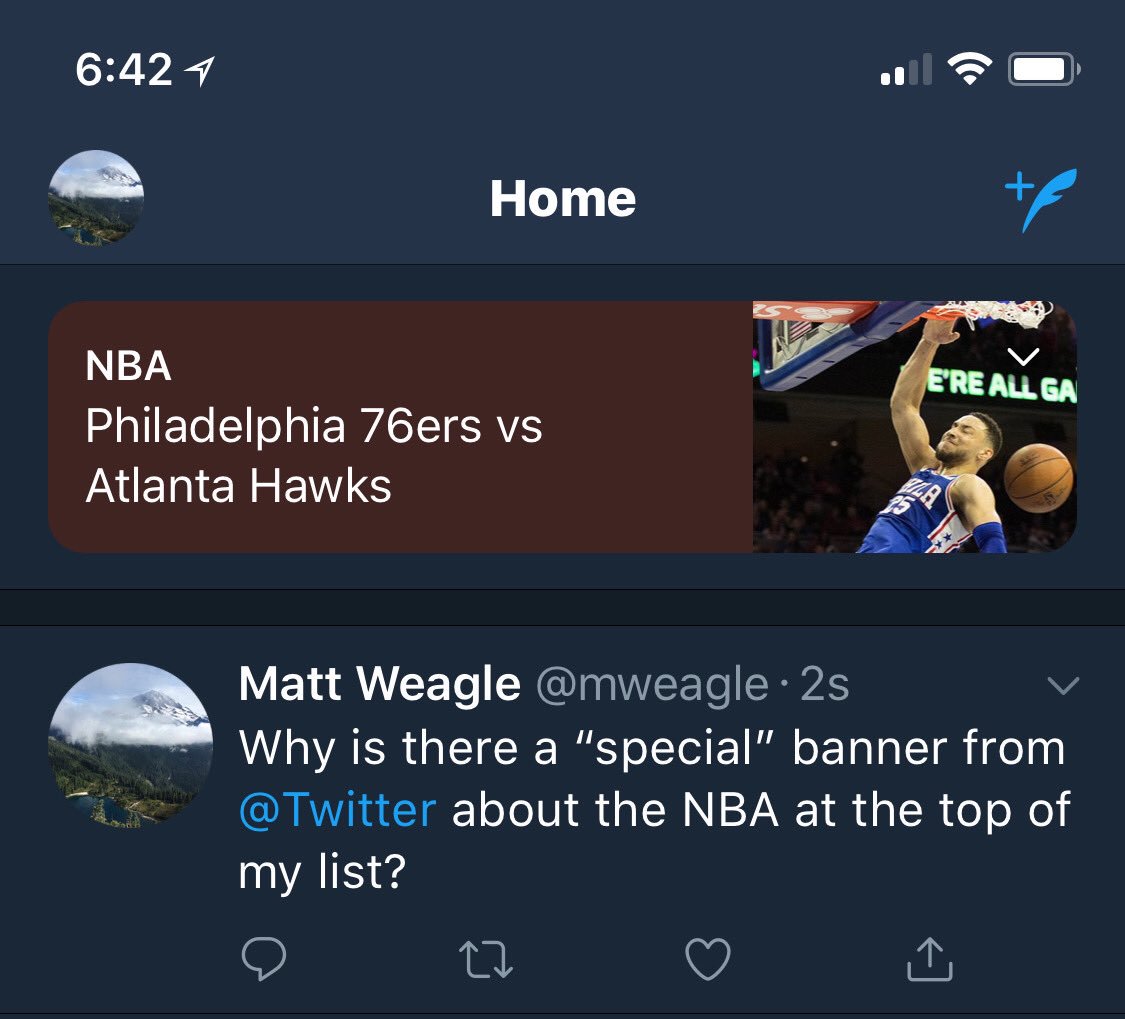 6:42
Home
NBA
Philadelphia 76ers vs
Atlanta Hawks
E'RE ALL GA
25
Matt Weagle @mweagle · 2s
Why is there a “special” banner from
@Twitter about the NBA at the top of
my list?